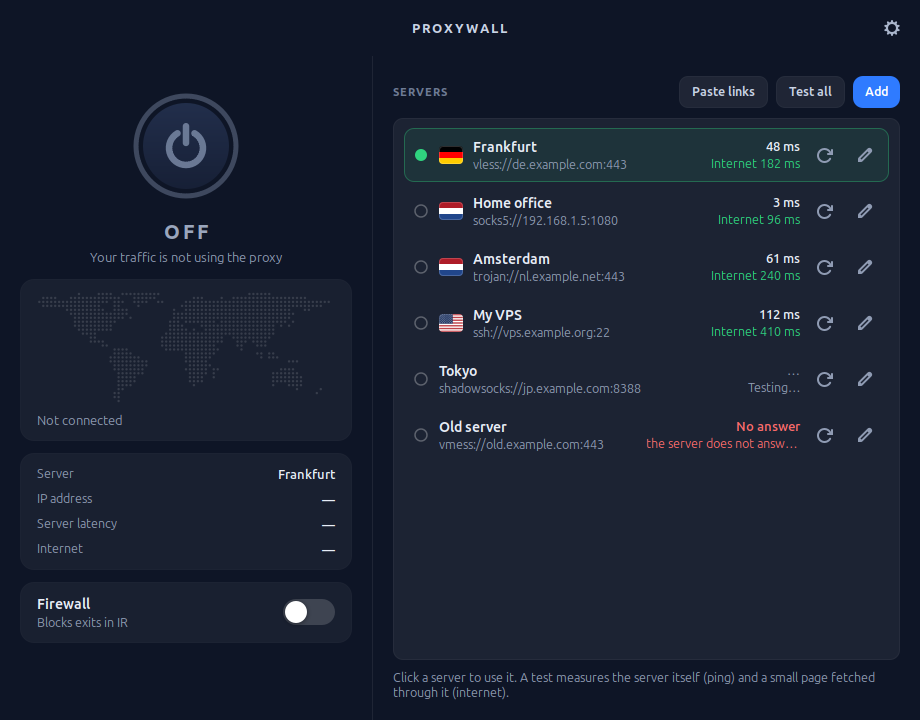 PROXYWALL
OFF
Your traffic is not using the proxy
Not connected
Server Frankfurt
IP address —
Server latency —
Internet —
Firewall
Blocks exits in IR
SERVERS Paste links Test all Add
Frankfurt 48 ms
vless://de.example.com:443 Internet 182 ms
Home office 3 ms
socks5://192.168.1.5:1080 Internet 96 ms
Amsterdam 61 ms
trojan://nl.example.net:443 Internet 240 ms
My VPS 112 ms
ssh://vps.example.org:22 Internet 410 ms
Tokyo …
shadowsocks://jp.example.com:8388 Testing…
Old server No answer
vmess://old.example.com:443 the server does not answ…
Click a server to use it. A test measures the server itself (ping) and a small page fetched
through it (internet).